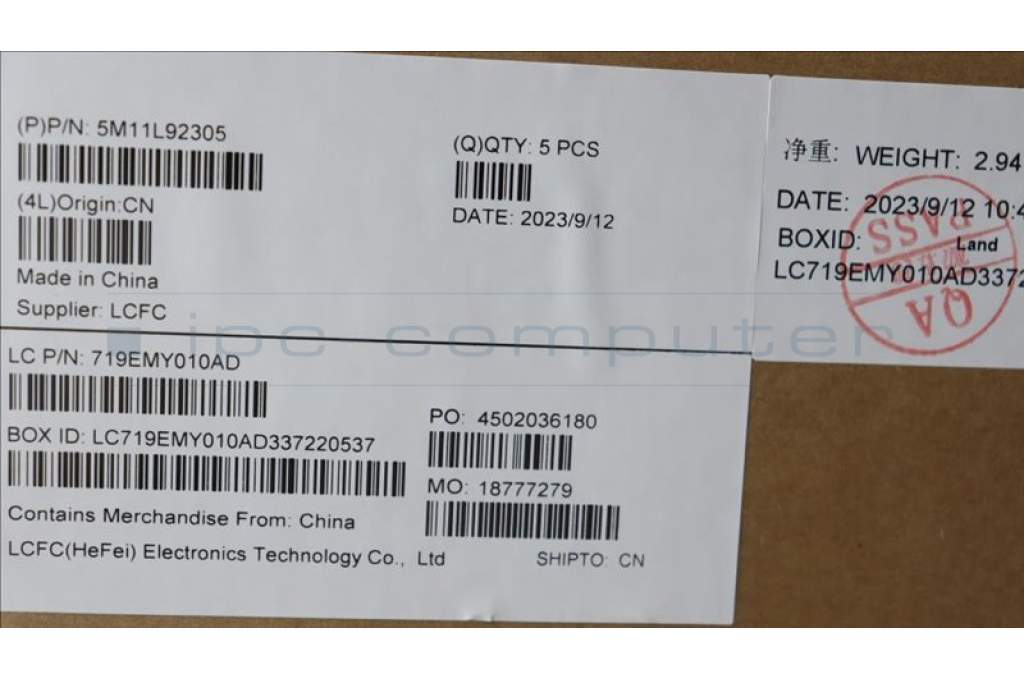 (P)P/N: 5M11L92305
(4L)Origin:CN
Made in China
Supplier: LCFC
(Q)QTY: 5 PCS
DATE: 2023/9/12
净重: WEIGHT: 2.94
DATE: 2023/9/12 10:4
BOXID: Land
LC719EMY010AD3372
PASS
QA
ipc computer
LC P/N: 719EMY010AD
BOX ID: LC719EMY010AD337220537
Contains Merchandise From: China
LCFC(HeFei) Electronics Technology Co., Ltd
PO: 4502036180
MO: 18777279
SHIPTO: CN